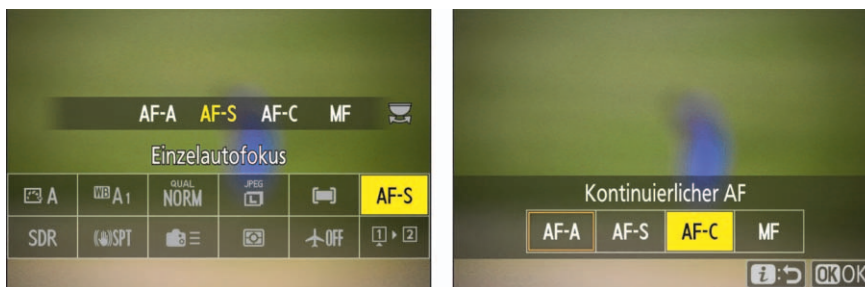 AF-A AF-S AF-C MF
Einzelautofokus
A WB A1 QUAL NORM JPEG L AF-S
SDR SPT OFF 1 2
Kontinuierlicher AF
AF-A AF-S AF-C MF
i: OK OK